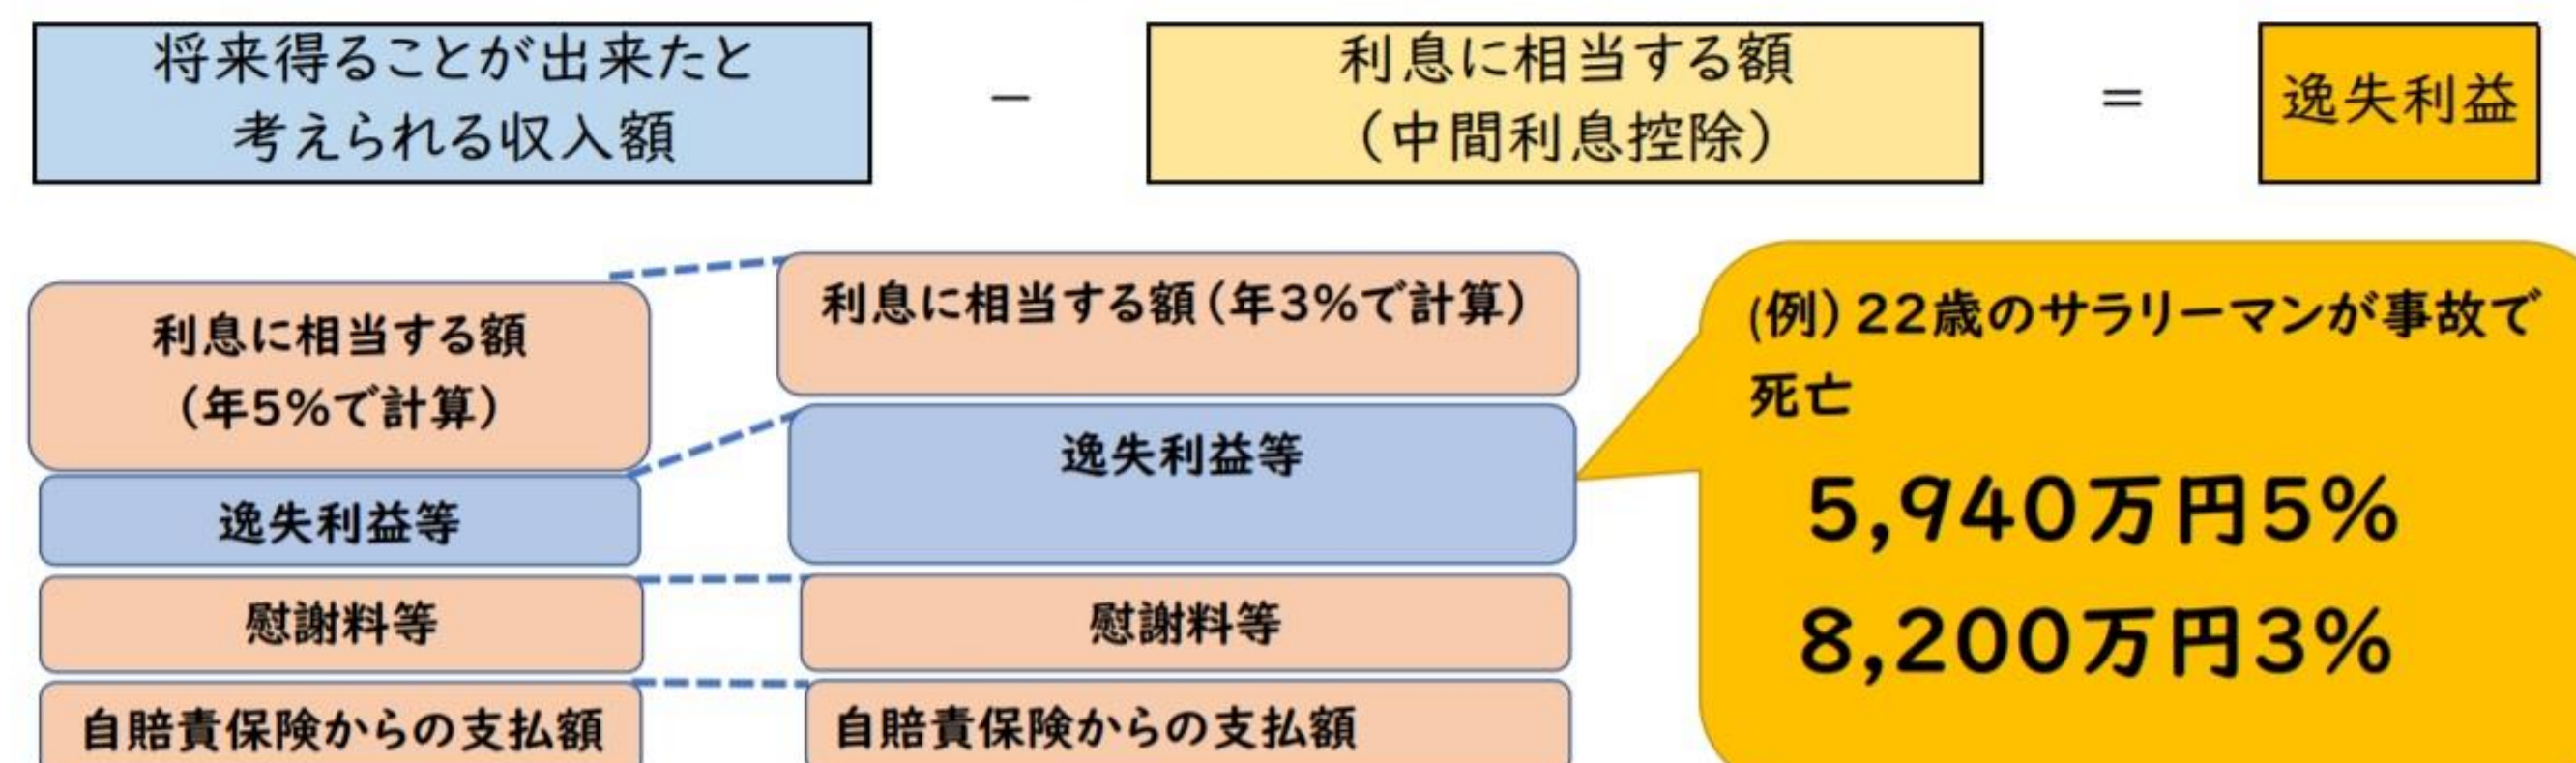 将来得ることが出来たと
考えられる収入額
−
利息に相当する額
（中間利息控除）
=
逸失利益
利息に相当する額
（年5%で計算）
逸失利益等
慰謝料等
自賠責保険からの支払額
利息に相当する額（年3%で計算）
逸失利益等
慰謝料等
自賠責保険からの支払額
(例）22歳のサラリーマンが事故で
死亡
5,940万円5%
8,200万円3%